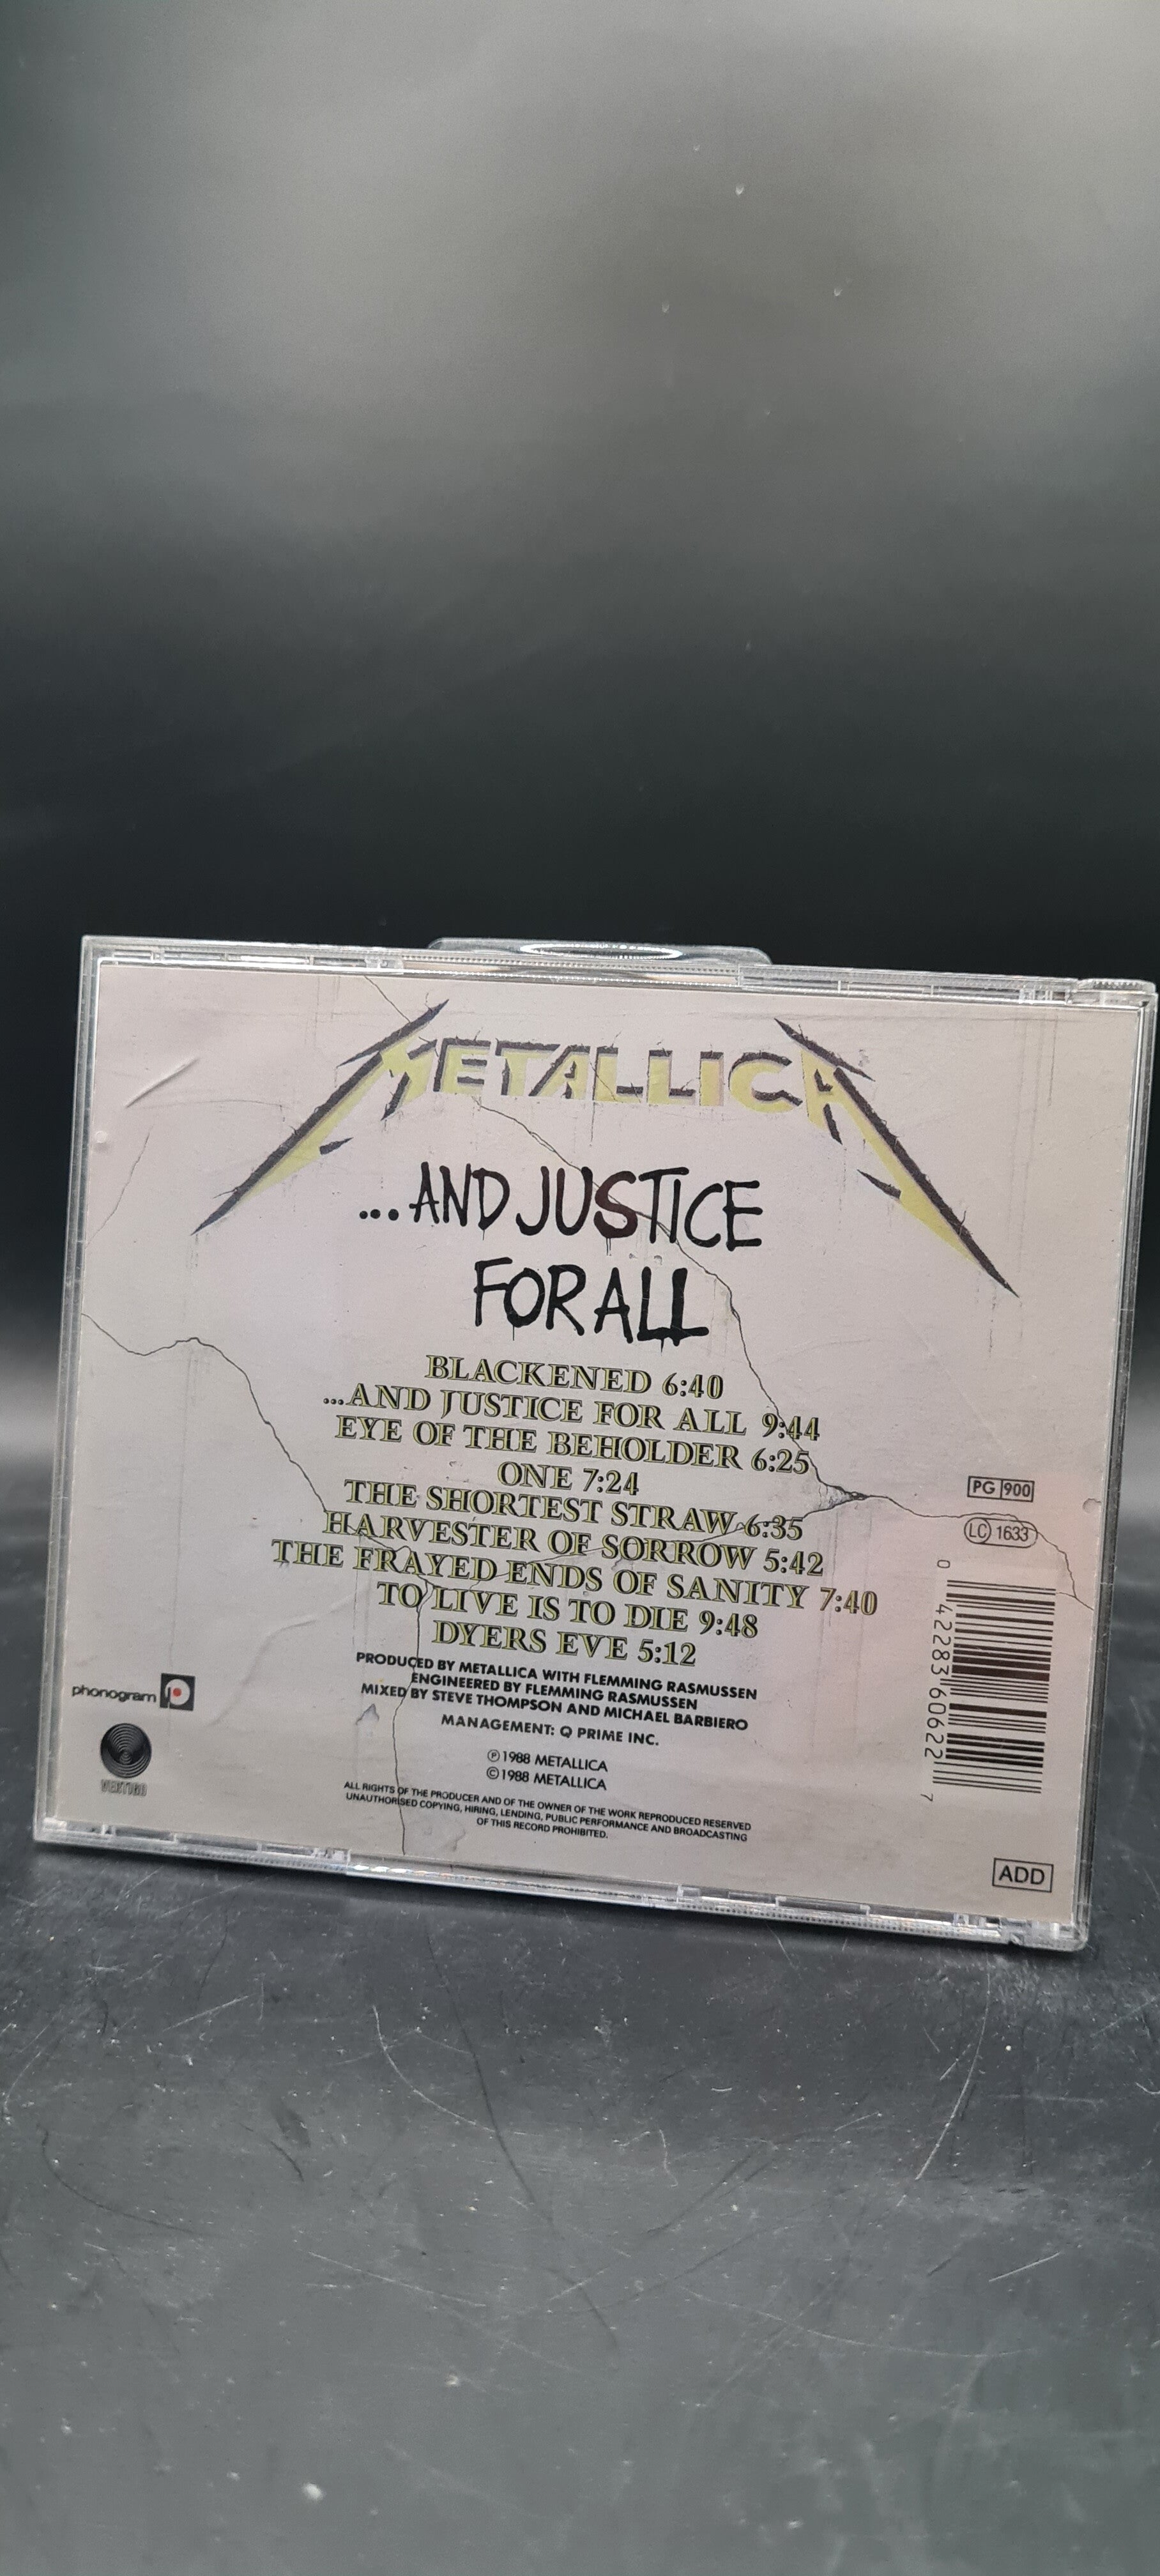 METALLICA
...AND JUSTICE
FOR ALL
BLACKENED 6:40
...AND JUSTICE FOR ALL 9:44
EYE OF THE BEHOLDER 6:25
ONE 7:24
THE SHORTEST STRAW 6:35
HARVESTER OF SORROW 5:42
THE FRAYED ENDS OF SANITY 7:40
TO LIVE IS TO DIE 9:48
DYERS EVE 5:12
PRODUCED BY METALLICA WITH FLEMMING RASMUSSEN
ENGINEERED BY FLEMMING RASMUSSEN
MIXED BY STEVE THOMPSON AND MICHAEL BARBIERO
MANAGEMENT: Q PRIME INC.
℗ 1988 METALLICA
© 1988 METALLICA
ALL RIGHTS OF THE PRODUCER AND OF THE OWNER OF THE WORK REPRODUCED RESERVED
UNAUTHORISED COPYING, HIRING, LENDING, PUBLIC PERFORMANCE AND BROADCASTING
OF THIS RECORD PROHIBITED.
phonogram
VERTIGO
PG 900
LC 1633
0 42283 60622 7
ADD